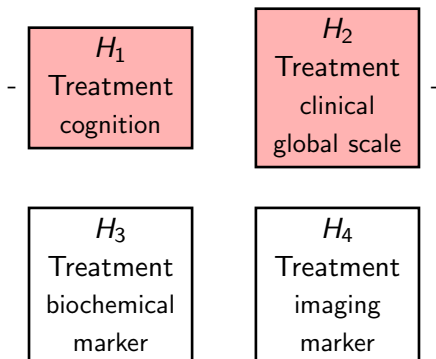 H₁
Treatment
cognition
H₂
Treatment
clinical
global scale
H₃
Treatment
biochemical
marker
H₄
Treatment
imaging
marker